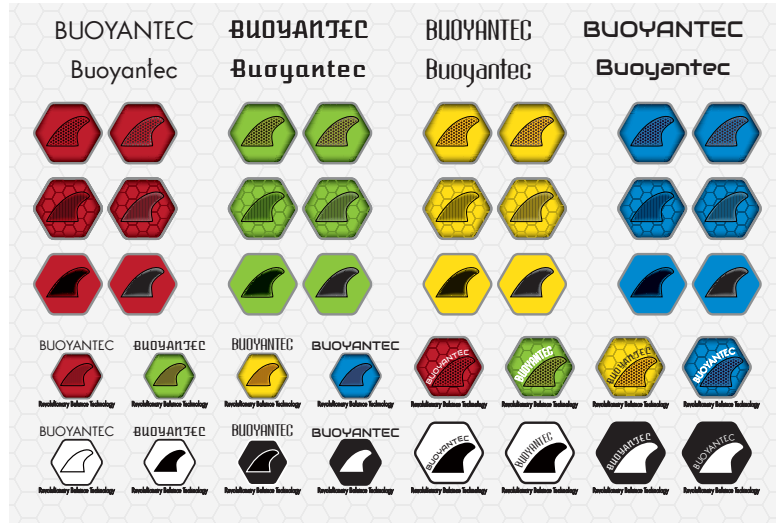 BUOYANTEC BUOYANTEC BUOYANTEC BUOYANTEC
Buoyantec Buoyantec Buoyantec Buoyantec
BUOYANTEC BUOYANTEC BUOYANTEC BUOYANTEC
BUOYANTEC BUOYANTEC BUOYANTEC BUOYANTEC
Revolutionary Balance Technology Revolutionary Balance Technology Revolutionary Balance Technology Revolutionary Balance Technology Revolutionary Balance Technology Revolutionary Balance Technology Revolutionary Balance Technology Revolutionary Balance Technology
BUOYANTEC BUOYANTEC BUOYANTEC BUOYANTEC
BUOYANTEC BUOYANTEC BUOYANTEC BUOYANTEC
Revolutionary Balance Technology Revolutionary Balance Technology Revolutionary Balance Technology Revolutionary Balance Technology Revolutionary Balance Technology Revolutionary Balance Technology Revolutionary Balance Technology Revolutionary Balance Technology